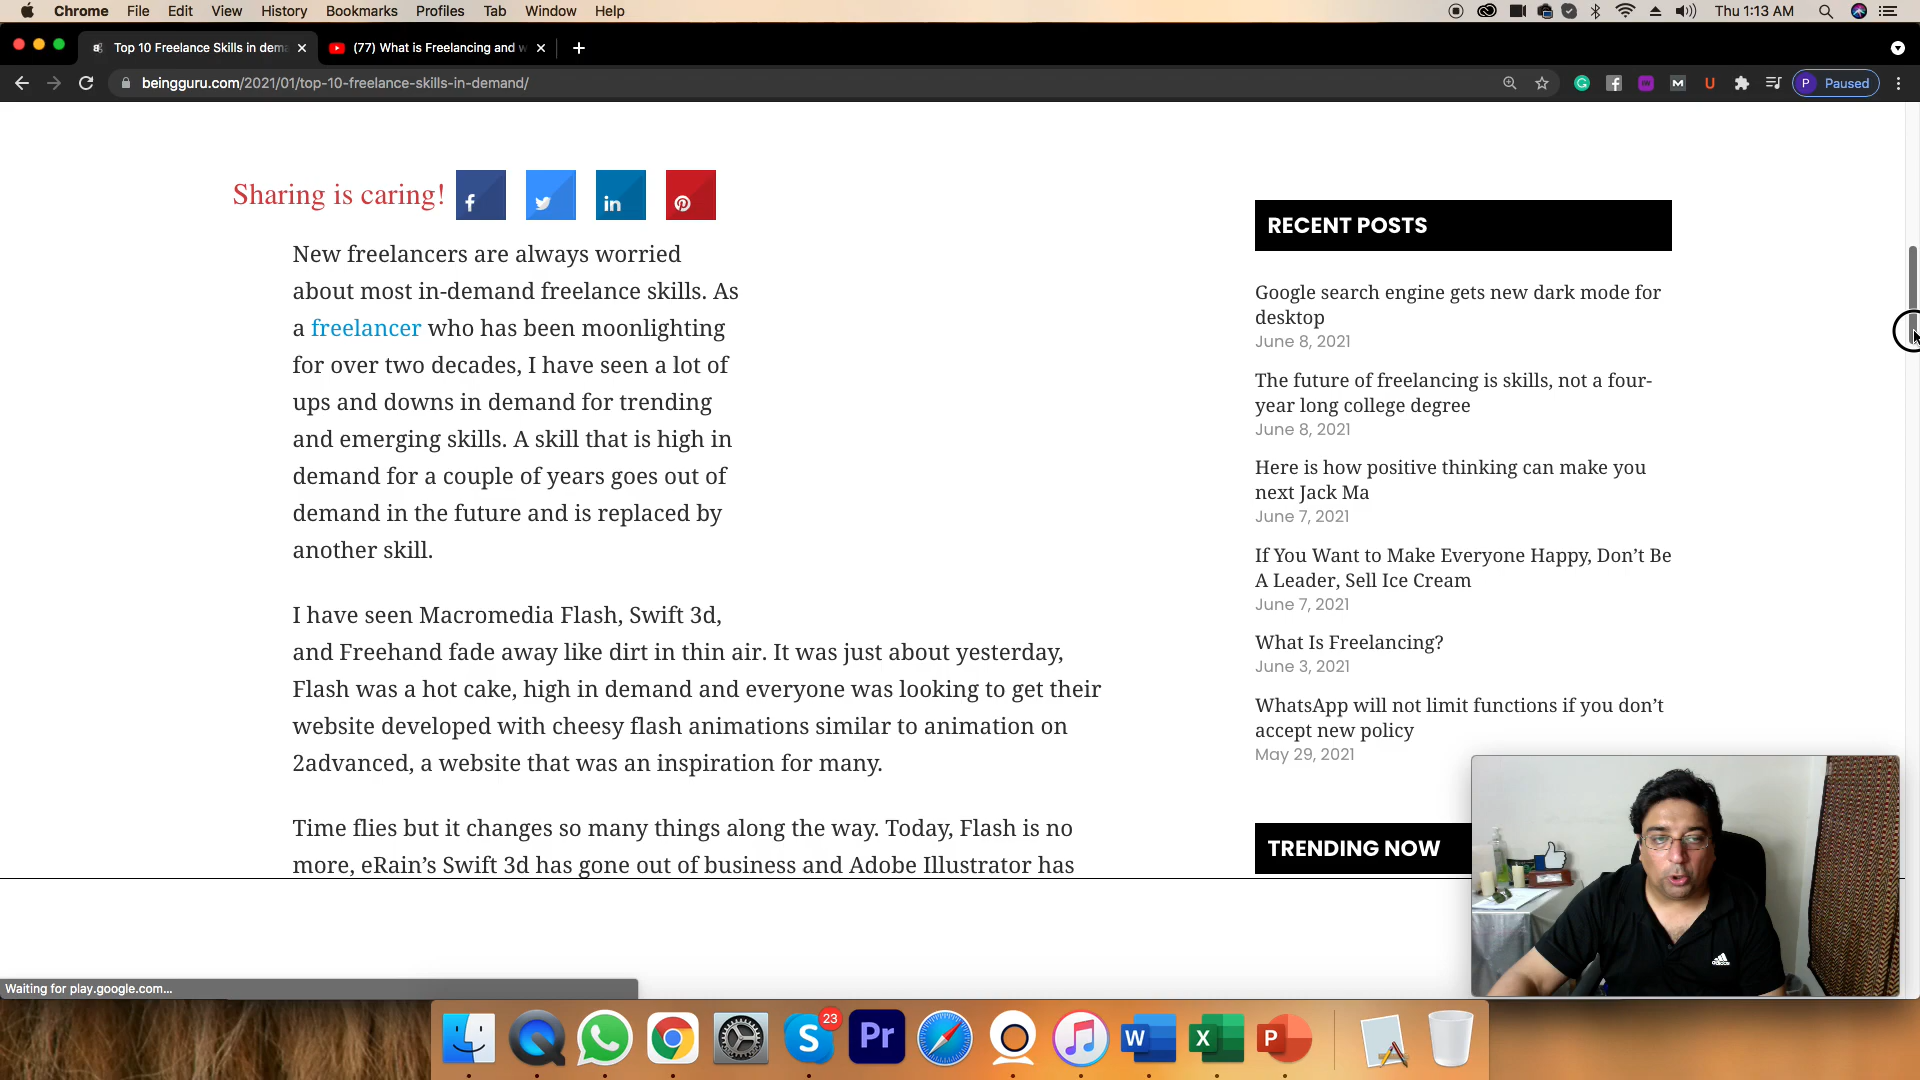 Chrome File Edit View History Bookmarks Profiles Tab Window Help
Thu 1:13 AM
Top 10 Freelance Skills in dema
(77) What is Freelancing and w
beingguru.com/2021/01/top-10-freelance-skills-in-demand/
Paused
Sharing is caring!
New freelancers are always worried
about most in-demand freelance skills. As
a freelancer who has been moonlighting
for over two decades, I have seen a lot of
ups and downs in demand for trending
and emerging skills. A skill that is high in
demand for a couple of years goes out of
demand in the future and is replaced by
another skill.
I have seen Macromedia Flash, Swift 3d,
and Freehand fade away like dirt in thin air. It was just about yesterday,
Flash was a hot cake, high in demand and everyone was looking to get their
website developed with cheesy flash animations similar to animation on
2advanced, a website that was an inspiration for many.
Time flies but it changes so many things along the way. Today, Flash is no
more, eRain’s Swift 3d has gone out of business and Adobe Illustrator has
RECENT POSTS
Google search engine gets new dark mode for
desktop
June 8, 2021
The future of freelancing is skills, not a four-
year long college degree
June 8, 2021
Here is how positive thinking can make you
next Jack Ma
June 7, 2021
If You Want to Make Everyone Happy, Don’t Be
A Leader, Sell Ice Cream
June 7, 2021
What Is Freelancing?
June 3, 2021
WhatsApp will not limit functions if you don’t
accept new policy
May 29, 2021
TRENDING NOW
adidas
Waiting for play.google.com...
23
Pr
W
X
P